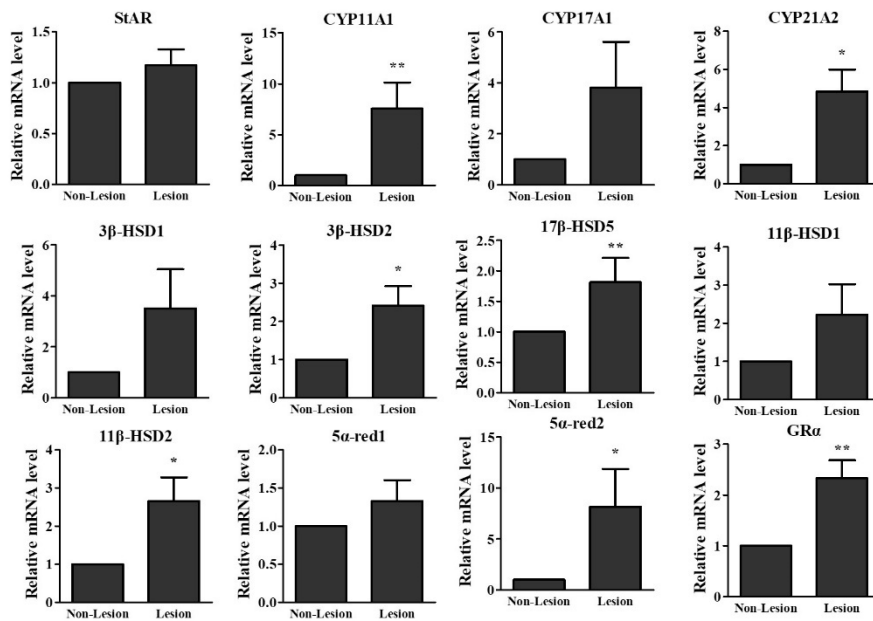 StAR
Relative mRNA level
1.5
1.0
0.5
0.0
Non-Lesion Lesion
CYP11A1
Relative mRNA level
15
10
5
0
**
Non-Lesion Lesion
CYP17A1
Relative mRNA level
6
4
2
0
Non-Lesion Lesion
CYP21A2
Relative mRNA level
8
6
4
2
0
*
Non-Lesion Lesion
3β-HSD1
Relative mRNA level
6
4
2
0
Non-Lesion Lesion
3β-HSD2
Relative mRNA level
4
3
2
1
0
*
Non-Lesion Lesion
17β-HSD5
Relative mRNA level
2.5
2.0
1.5
1.0
0.5
0.0
**
Non-Lesion Lesion
11β-HSD1
Relative mRNA level
4
3
2
1
0
Non-Lesion Lesion
11β-HSD2
Relative mRNA level
4
3
2
1
0
*
Non-Lesion Lesion
5α-red1
Relative mRNA level
2.0
1.5
1.0
0.5
0.0
Non-Lesion Lesion
5α-red2
Relative mRNA level
15
10
5
0
*
Non-Lesion Lesion
GRα
Relative mRNA level
3
2
1
0
**
Non-Lesion Lesion